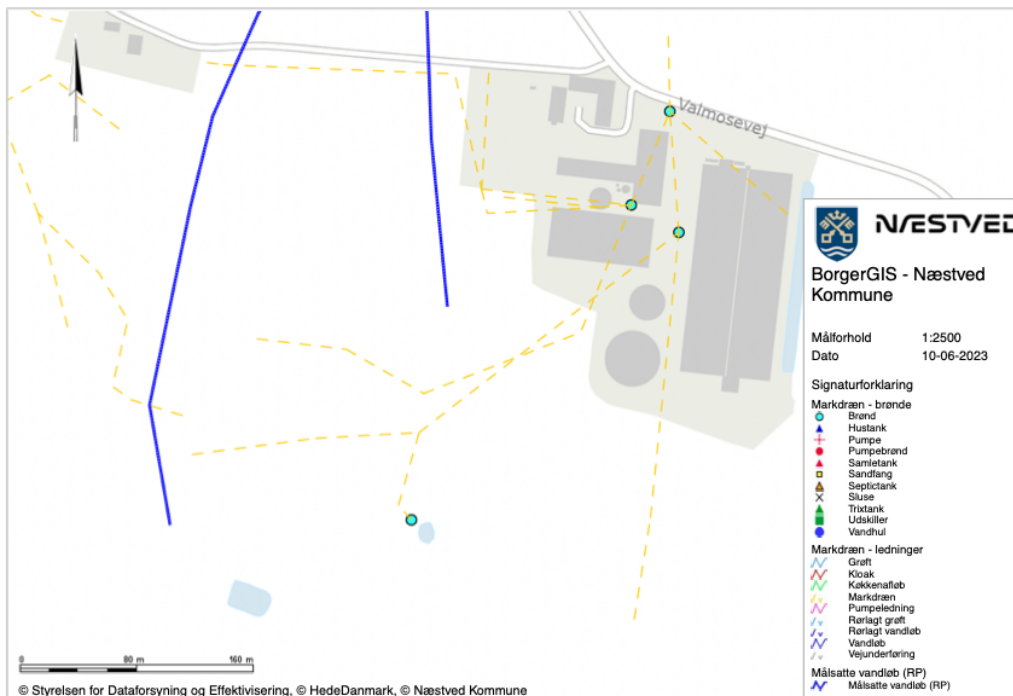 Valmosevej
NÆSTVED
BorgerGIS - Næstved
Kommune
Målforhold 1:2500
Dato 10-06-2023
Signaturforklaring
Markdræn - brønde
Brønd
Hustank
Pumpe
Pumpebrønd
Samletank
Sandfang
Septictank
Sluse
Trixtank
Udskiller
Vandhul
Markdræn - ledninger
Grøft
Kloak
Køkkenafløb
Markdræn
Pumpeledning
Rørlagt grøft
Rørlagt vandløb
Vandløb
Vejunderføring
Målsatte vandløb (RP)
Målsatte vandløb (RP)
0 80 m 160 m
© Styrelsen for Dataforsyning og Effektivisering, © HedeDanmark, © Næstved Kommune